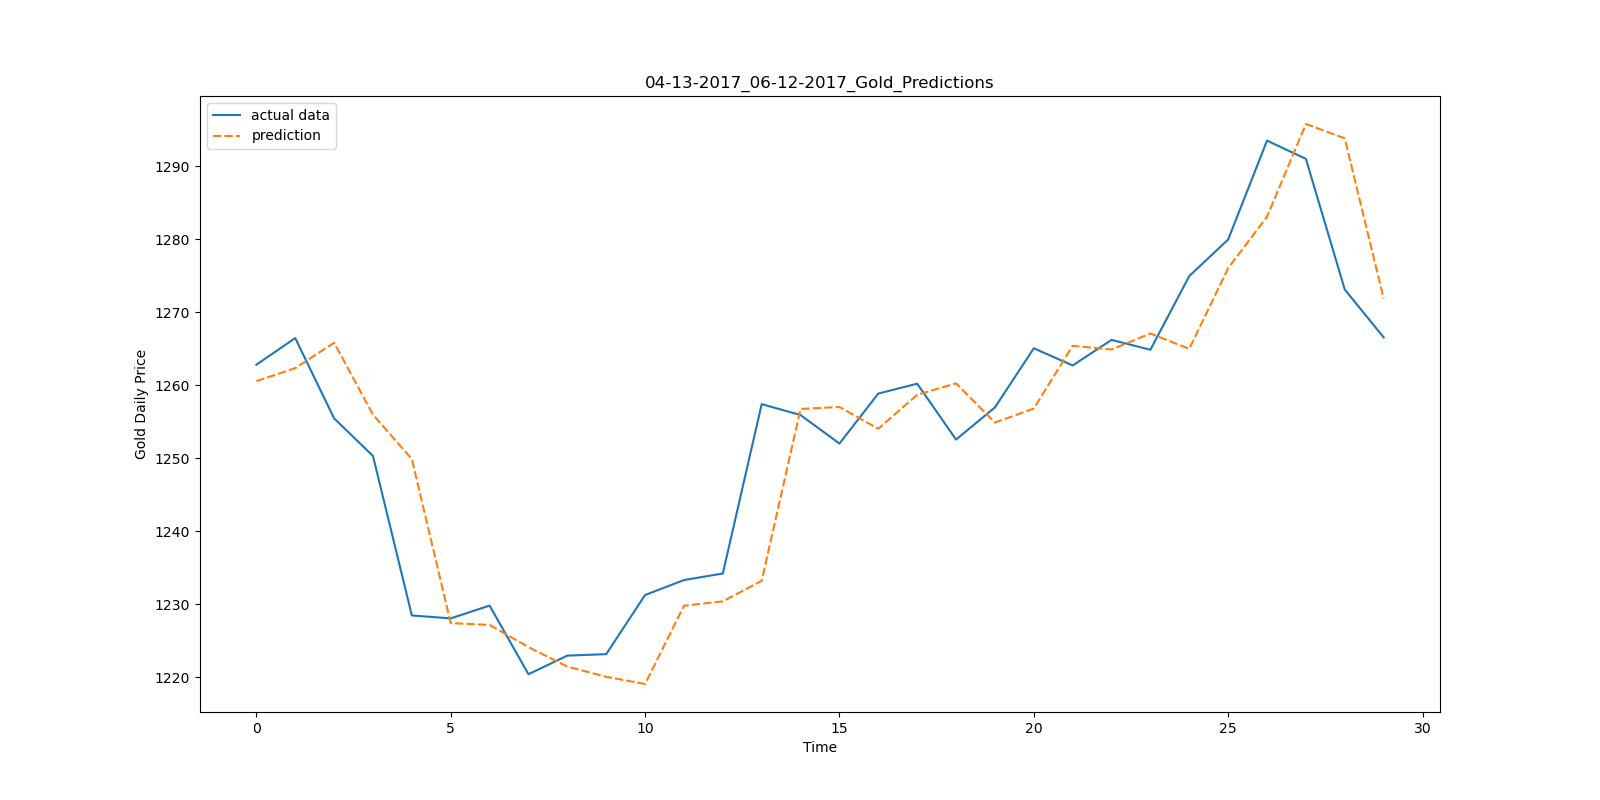 04-13-2017_06-12-2017_Gold_Predictions
actual data
prediction
Gold Daily Price
1290
1280
1270
1260
1250
1240
1230
1220
0 5 10 15 20 25 30
Time